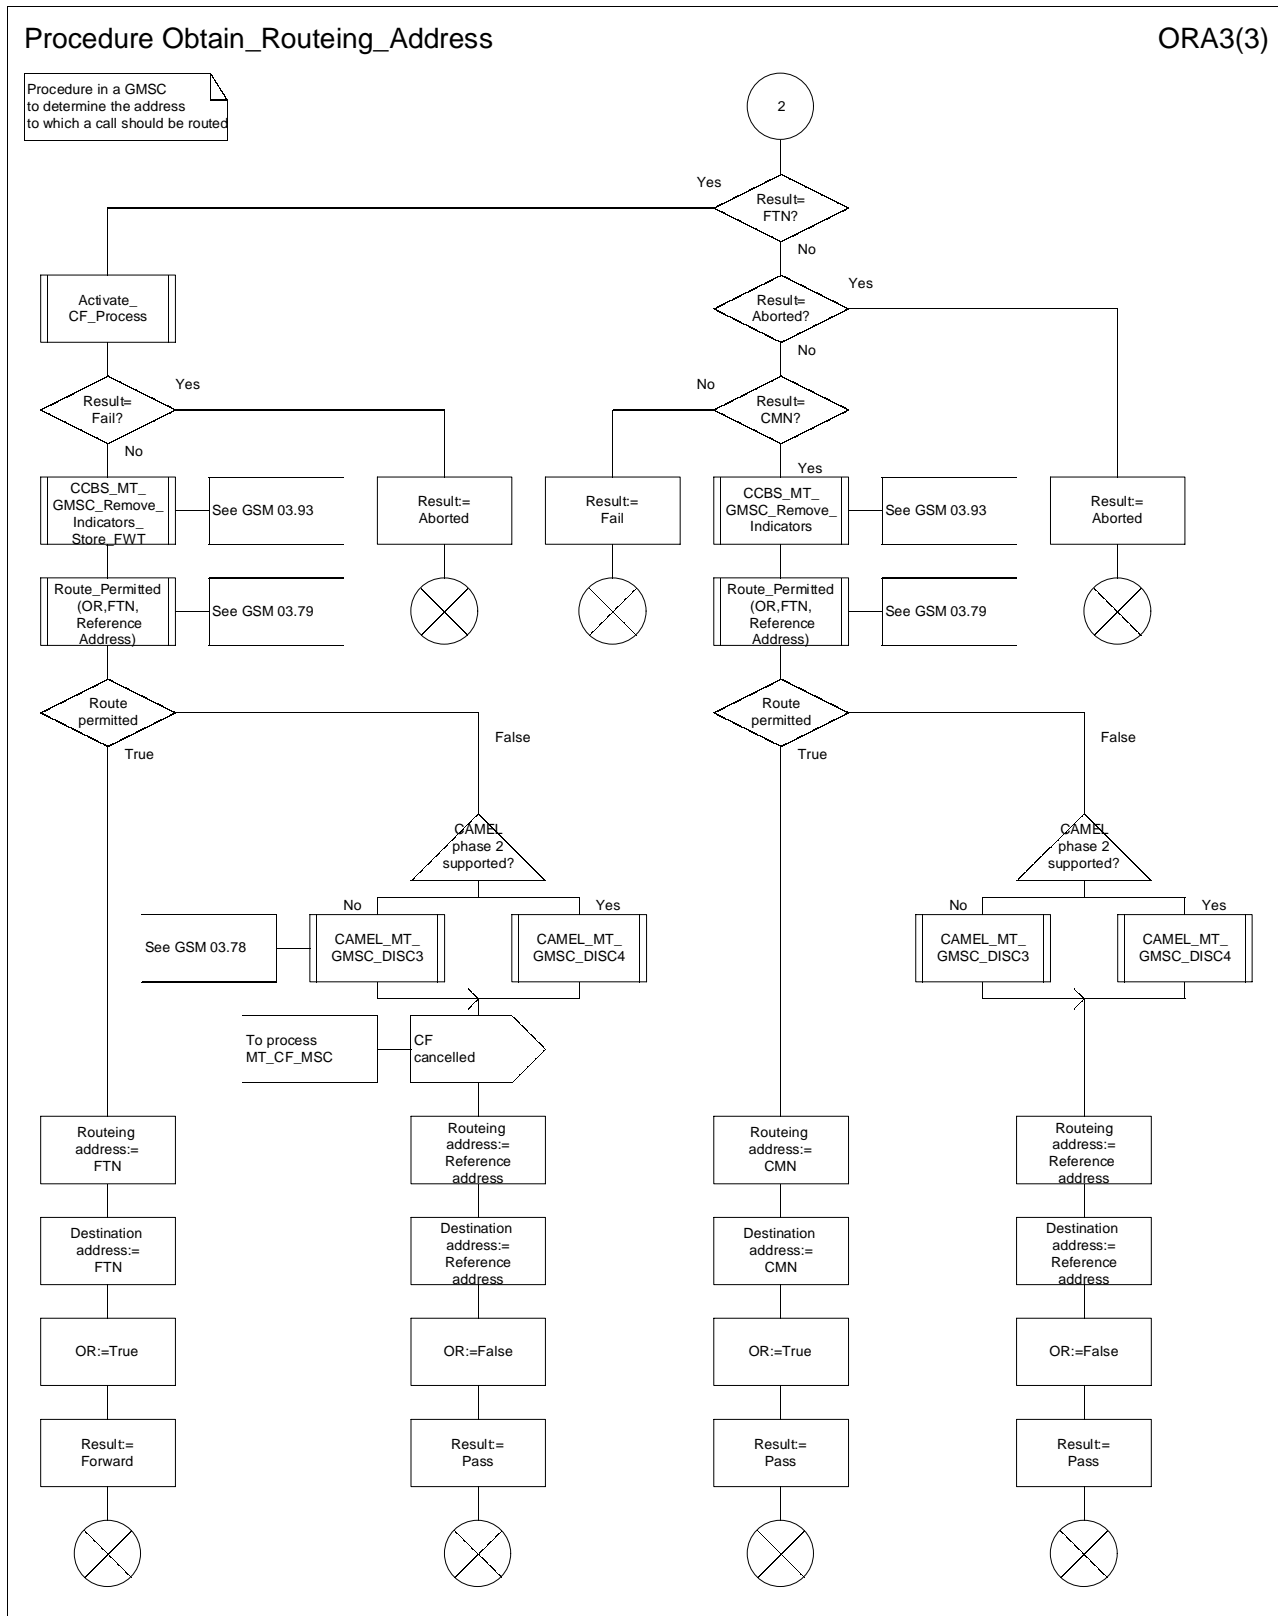 Procedure Obtain_Routeing_Address
ORA3(3)
Procedure in a GMSC
to determine the address
to which a call should be routed
2
Yes
Result=
FTN?
No
Activate_
CF_Process
Result=
Aborted?
Yes
No
Result=
Fail?
Yes
No
No
Result=
CMN?
Yes
CCBS_MT_
GMSC_Remove_
Indicators_
Store_FWT
See GSM 03.93
Result:=
Aborted
Result:=
Fail
CCBS_MT_
GMSC_Remove_
Indicators
See GSM 03.93
Result:=
Aborted
Route_Permitted
(OR,FTN,
Reference
Address)
See GSM 03.79
Route_Permitted
(OR,FTN,
Reference
Address)
See GSM 03.79
Route
permitted
False
True
Route
permitted
False
True
CAMEL
phase 2
supported?
CAMEL
phase 2
supported?
No
Yes
No
Yes
See GSM 03.78
CAMEL_MT_
GMSC_DISC3
CAMEL_MT_
GMSC_DISC4
CAMEL_MT_
GMSC_DISC3
CAMEL_MT_
GMSC_DISC4
To process
MT_CF_MSC
CF
cancelled
Routeing
address:=
FTN
Routeing
address:=
Reference
address
Routeing
address:=
CMN
Routeing
address:=
Reference
address
Destination
address:=
FTN
Destination
address:=
Reference
address
Destination
address:=
CMN
Destination
address:=
Reference
address
OR:=True
OR:=False
OR:=True
OR:=False
Result:=
Forward
Result:=
Pass
Result:=
Pass
Result:=
Pass